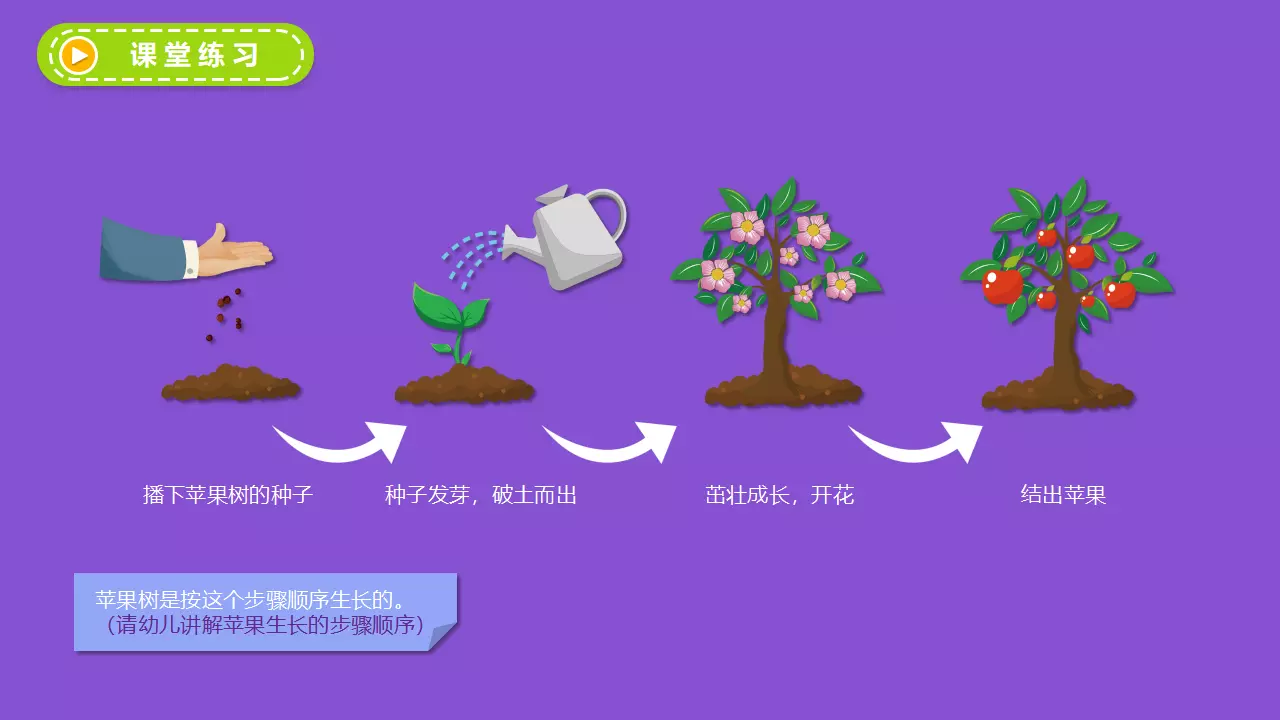 课堂练习
播下苹果树的种子
种子发芽，破土而出
茁壮成长，开花
结出苹果
苹果树是按这个步骤顺序生长的。
（请幼儿讲解苹果生长的步骤顺序）